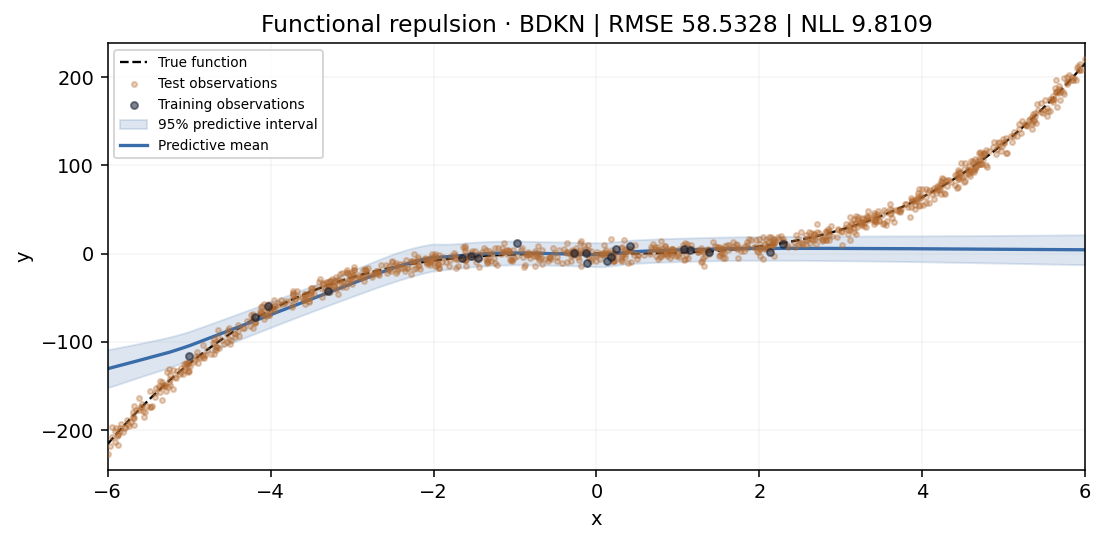 Functional repulsion · BDKN | RMSE 58.5328 | NLL 9.8109
True function
Test observations
Training observations
95% predictive interval
Predictive mean
200
100
0
−100
−200
y
−6 −4 −2 0 2 4 6
x